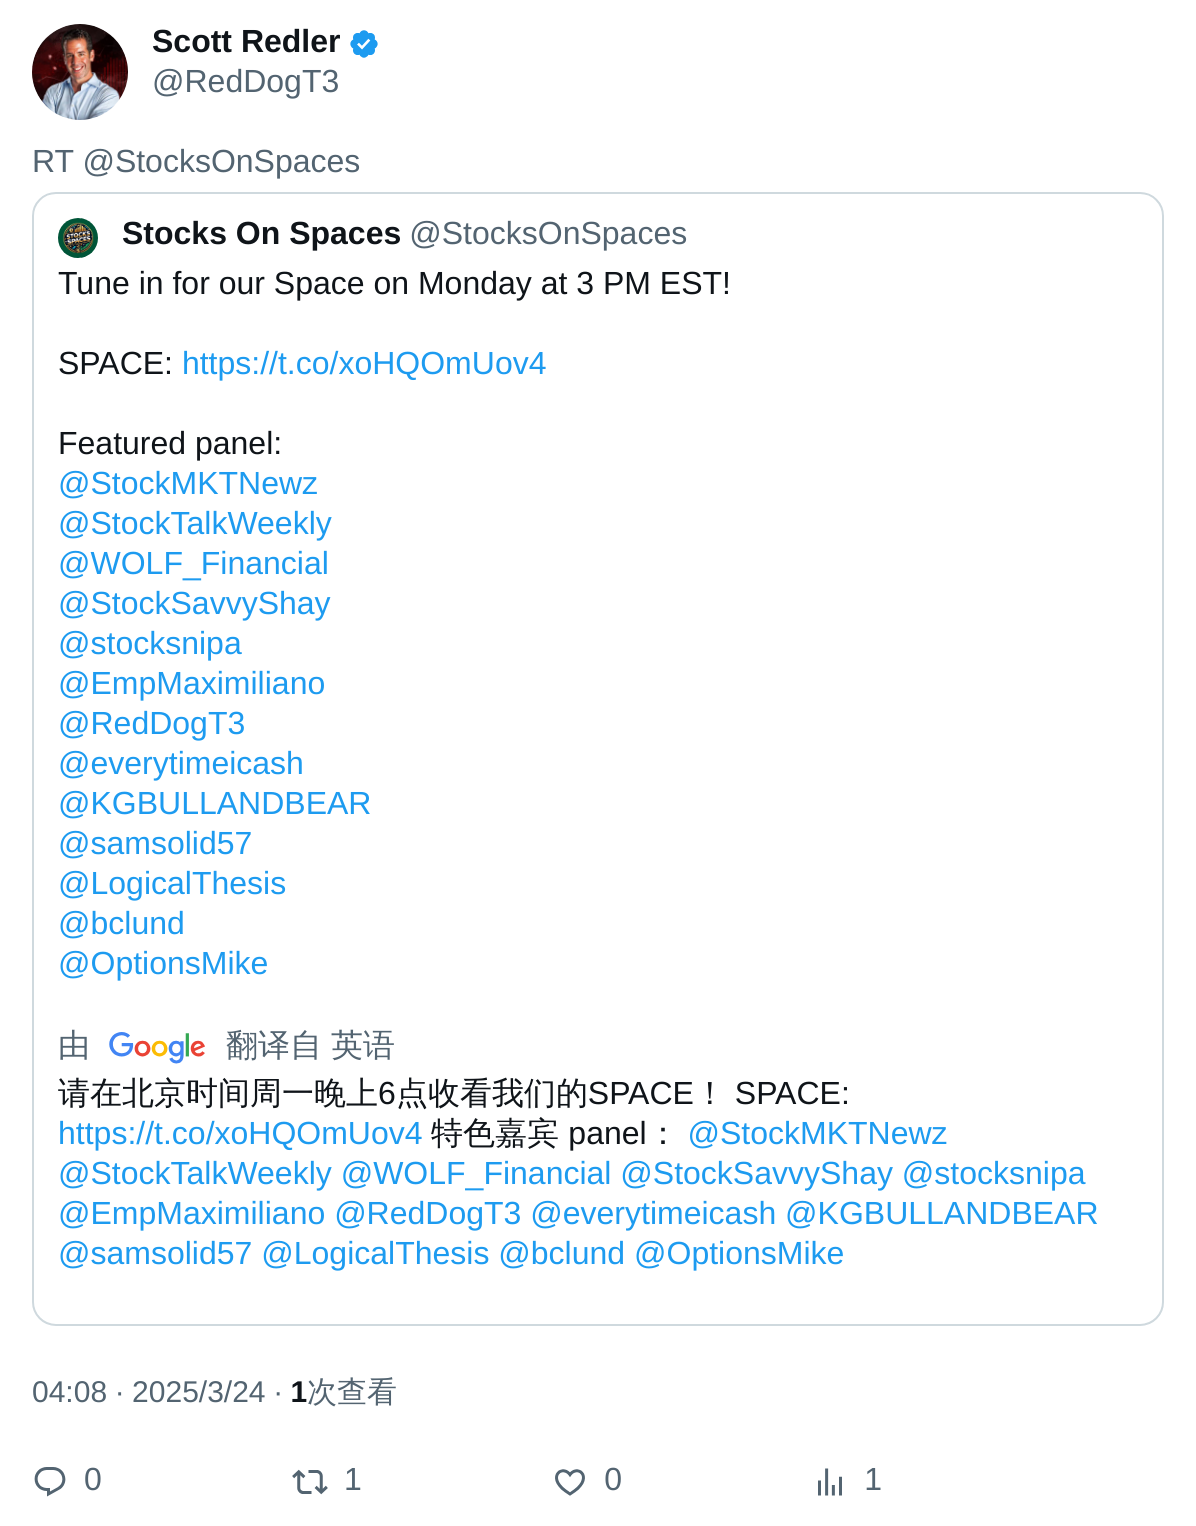 Scott Redler
@RedDogT3
RT @StocksOnSpaces
STOCKS
SPACES
Stocks On Spaces @StocksOnSpaces
Tune in for our Space on Monday at 3 PM EST!
SPACE: https://t.co/xoHQOmUov4
Featured panel:
@StockMKTNewz
@StockTalkWeekly
@WOLF_Financial
@StockSavvyShay
@stocksnipa
@EmpMaximiliano
@RedDogT3
@everytimeicash
@KGBULLANDBEAR
@samsolid57
@LogicalThesis
@bclund
@OptionsMike
由 Google 翻译自 英语
请在北京时间周一晚上6点收看我们的SPACE！ SPACE:
https://t.co/xoHQOmUov4 特色嘉宾 panel： @StockMKTNewz
@StockTalkWeekly @WOLF_Financial @StockSavvyShay @stocksnipa
@EmpMaximiliano @RedDogT3 @everytimeicash @KGBULLANDBEAR
@samsolid57 @LogicalThesis @bclund @OptionsMike
04:08 · 2025/3/24 · 1次查看
0 1 0 1